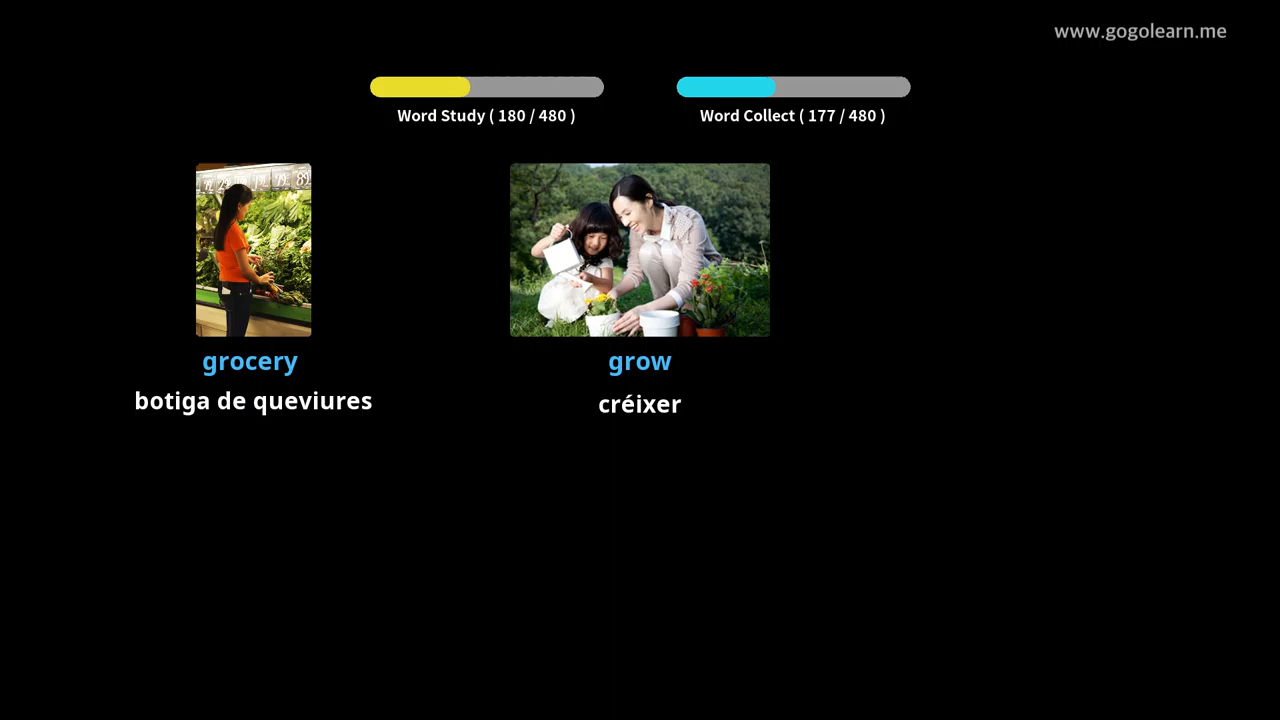 www.gogolearn.me
Word Study ( 180 / 480 )
Word Collect ( 177 / 480 )
grocery
botiga de queviures
grow
créixer